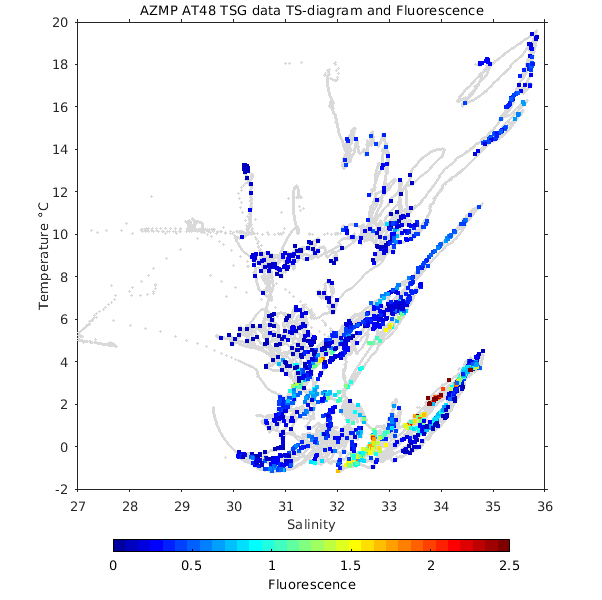 AZMP AT48 TSG data TS-diagram and Fluorescence
20
18
16
14
12
10
8
6
4
2
0
-2
Temperature °C
27 28 29 30 31 32 33 34 35 36
Salinity
0 0.5 1 1.5 2 2.5
Fluorescence